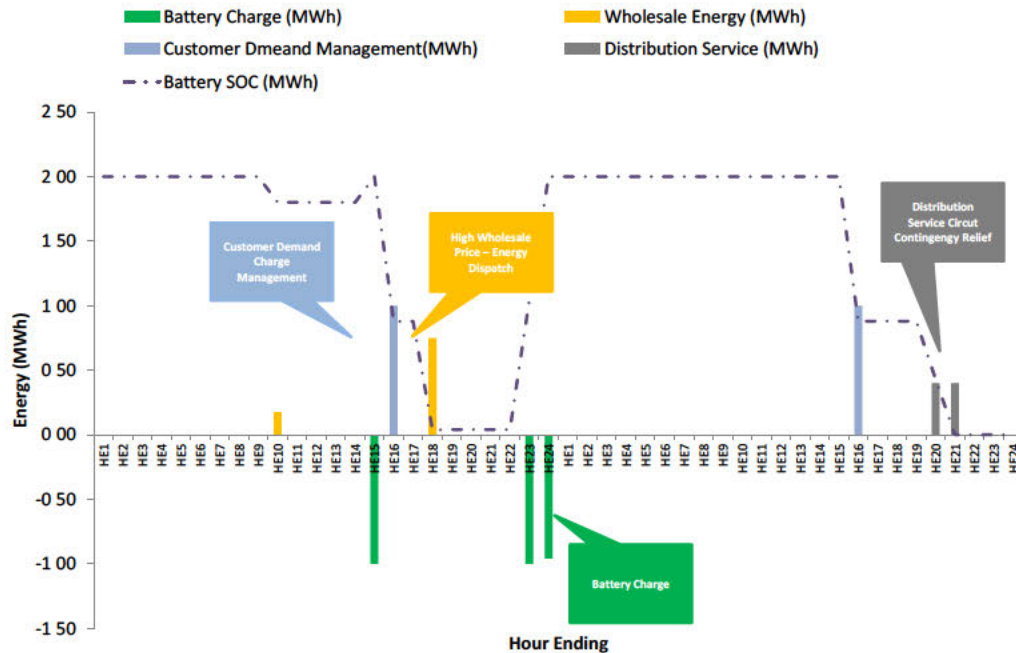 Battery Charge (MWh)
Wholesale Energy (MWh)
Customer Dmeand Management(MWh)
Distribution Service (MWh)
Battery SOC (MWh)
2 50
2 00
1 50
1 00
0 50
0 00
-0 50
-1 00
-1 50
Energy (MWh)
Customer Demand
Charge
Management
High Wholesale
Price – Energy
Dispatch
Distribution
Service Circut
Contingency Relief
Battery Charge
HE1
HE2
HE3
HE4
HE5
HE6
HE7
HE8
HE9
HE10
HE11
HE12
HE13
HE14
HE15
HE16
HE17
HE18
HE19
HE20
HE21
HE22
HE23
HE24
HE1
HE2
HE3
HE4
HE5
HE6
HE7
HE8
HE9
HE10
HE11
HE12
HE13
HE14
HE15
HE16
HE17
HE18
HE19
HE20
HE21
HE22
HE23
HE24
Hour Ending